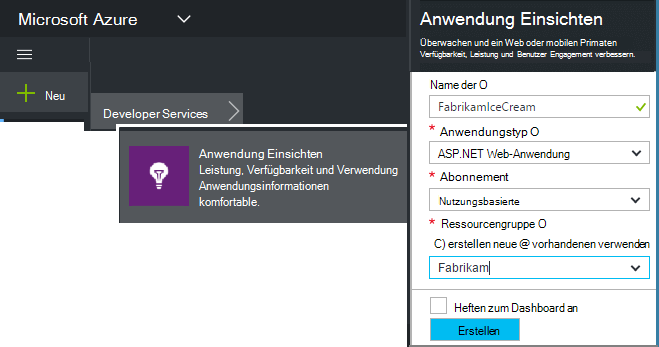 Microsoft Azure
Neu
Developer Services
Anwendung Einsichten
Leistung, Verfügbarkeit und Verwendung
Anwendungsinformationen
komfortable.
Anwendung Einsichten
Überwachen und ein Web oder mobilen Primaten
Verfügbarkeit, Leistung und Benutzer Engagement verbessern.
Name der O
FabrikamIceCream
* Anwendungstyp O
ASP.NET Web-Anwendung
* Abonnement
Nutzungsbasierte
* Ressourcengruppe O
C) erstellen neue @ vorhandenen verwenden
Fabrikam
Heften zum Dashboard an
Erstellen